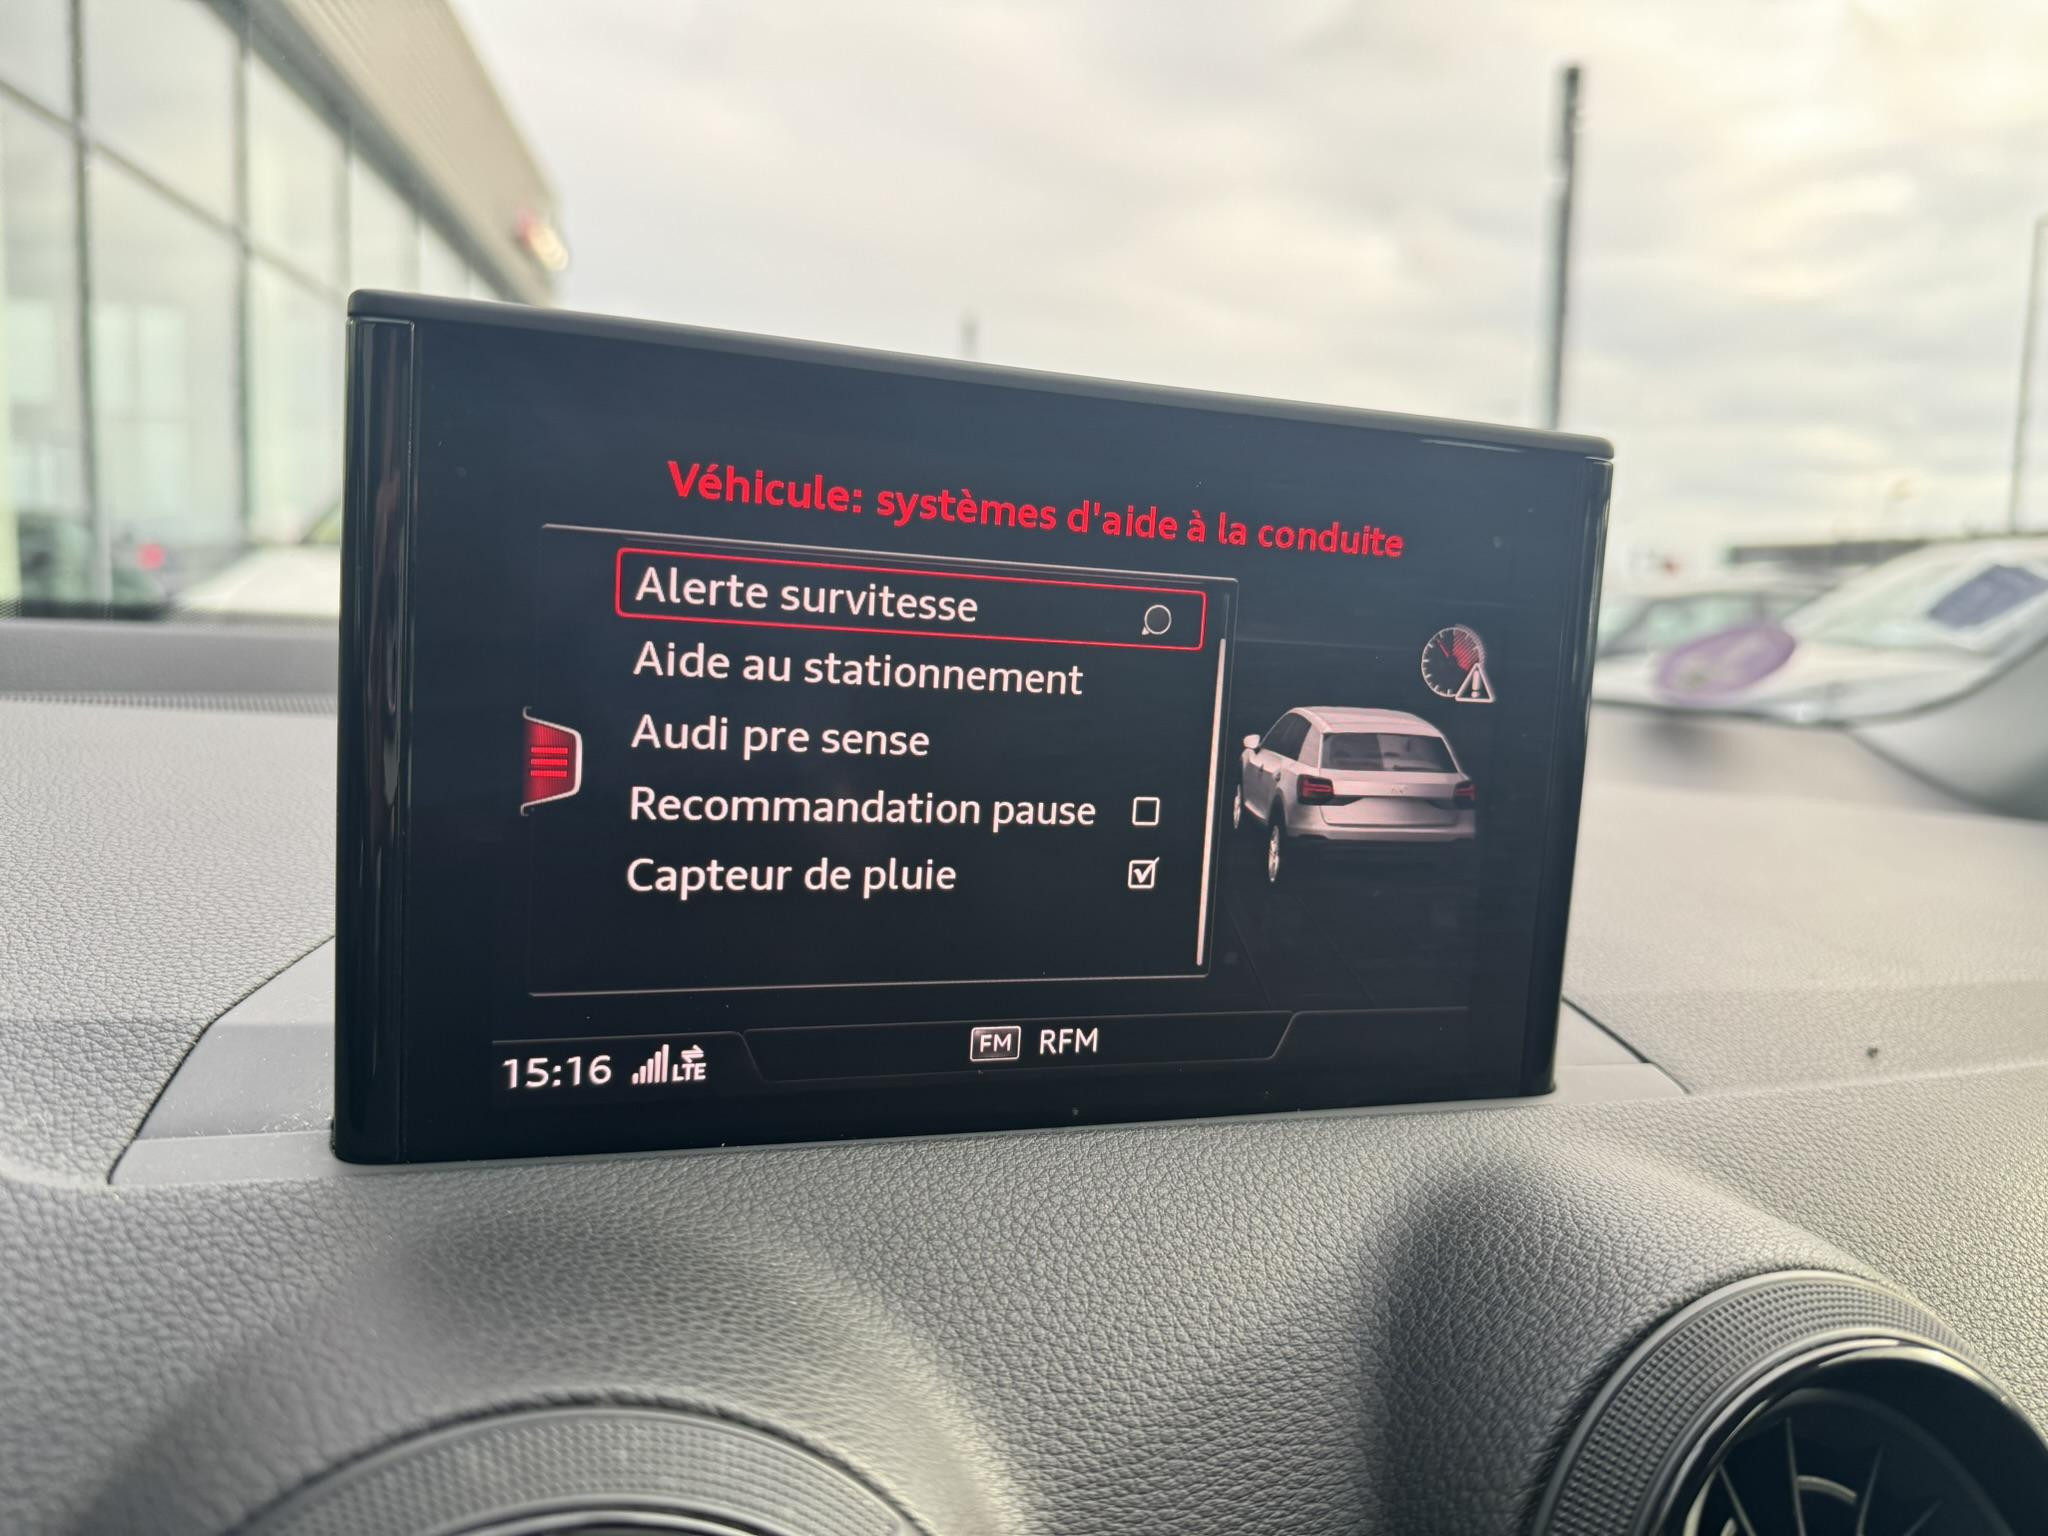 Véhicule: systèmes d'aide à la conduite
Alerte survitesse
Aide au stationnement
Audi pre sense
Recommandation pause
Capteur de pluie
FM RFM
15:16 LTE